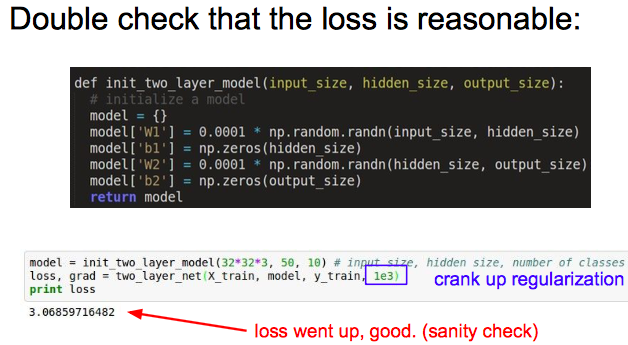 Double check that the loss is reasonable:
def init_two_layer_model(input_size, hidden_size, output_size):
# initialize a model
model = {}
model['W1'] = 0.0001 * np.random.randn(input_size, hidden_size)
model['b1'] = np.zeros(hidden_size)
model['W2'] = 0.0001 * np.random.randn(hidden_size, output_size)
model['b2'] = np.zeros(output_size)
return model
model = init_two_layer_model(32*32*3, 50, 10) # input size, hidden size, number of classes
loss, grad = two_layer_net(X_train, model, y_train, 1e3) crank up regularization
print loss
3.06859716482
loss went up, good. (sanity check)